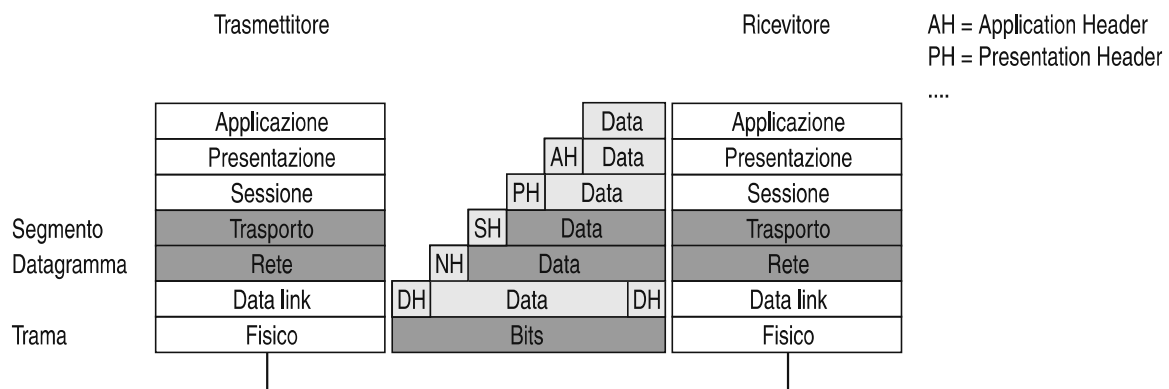 Trasmettitore
Ricevitore
AH = Application Header
PH = Presentation Header
....
Applicazione Data Applicazione
Presentazione AH Data Presentazione
Sessione PH Data Sessione
Segmento Trasporto SH Data Trasporto
Datagramma Rete NH Data Rete
Data link DH Data DH Data link
Trama Fisico Bits Fisico